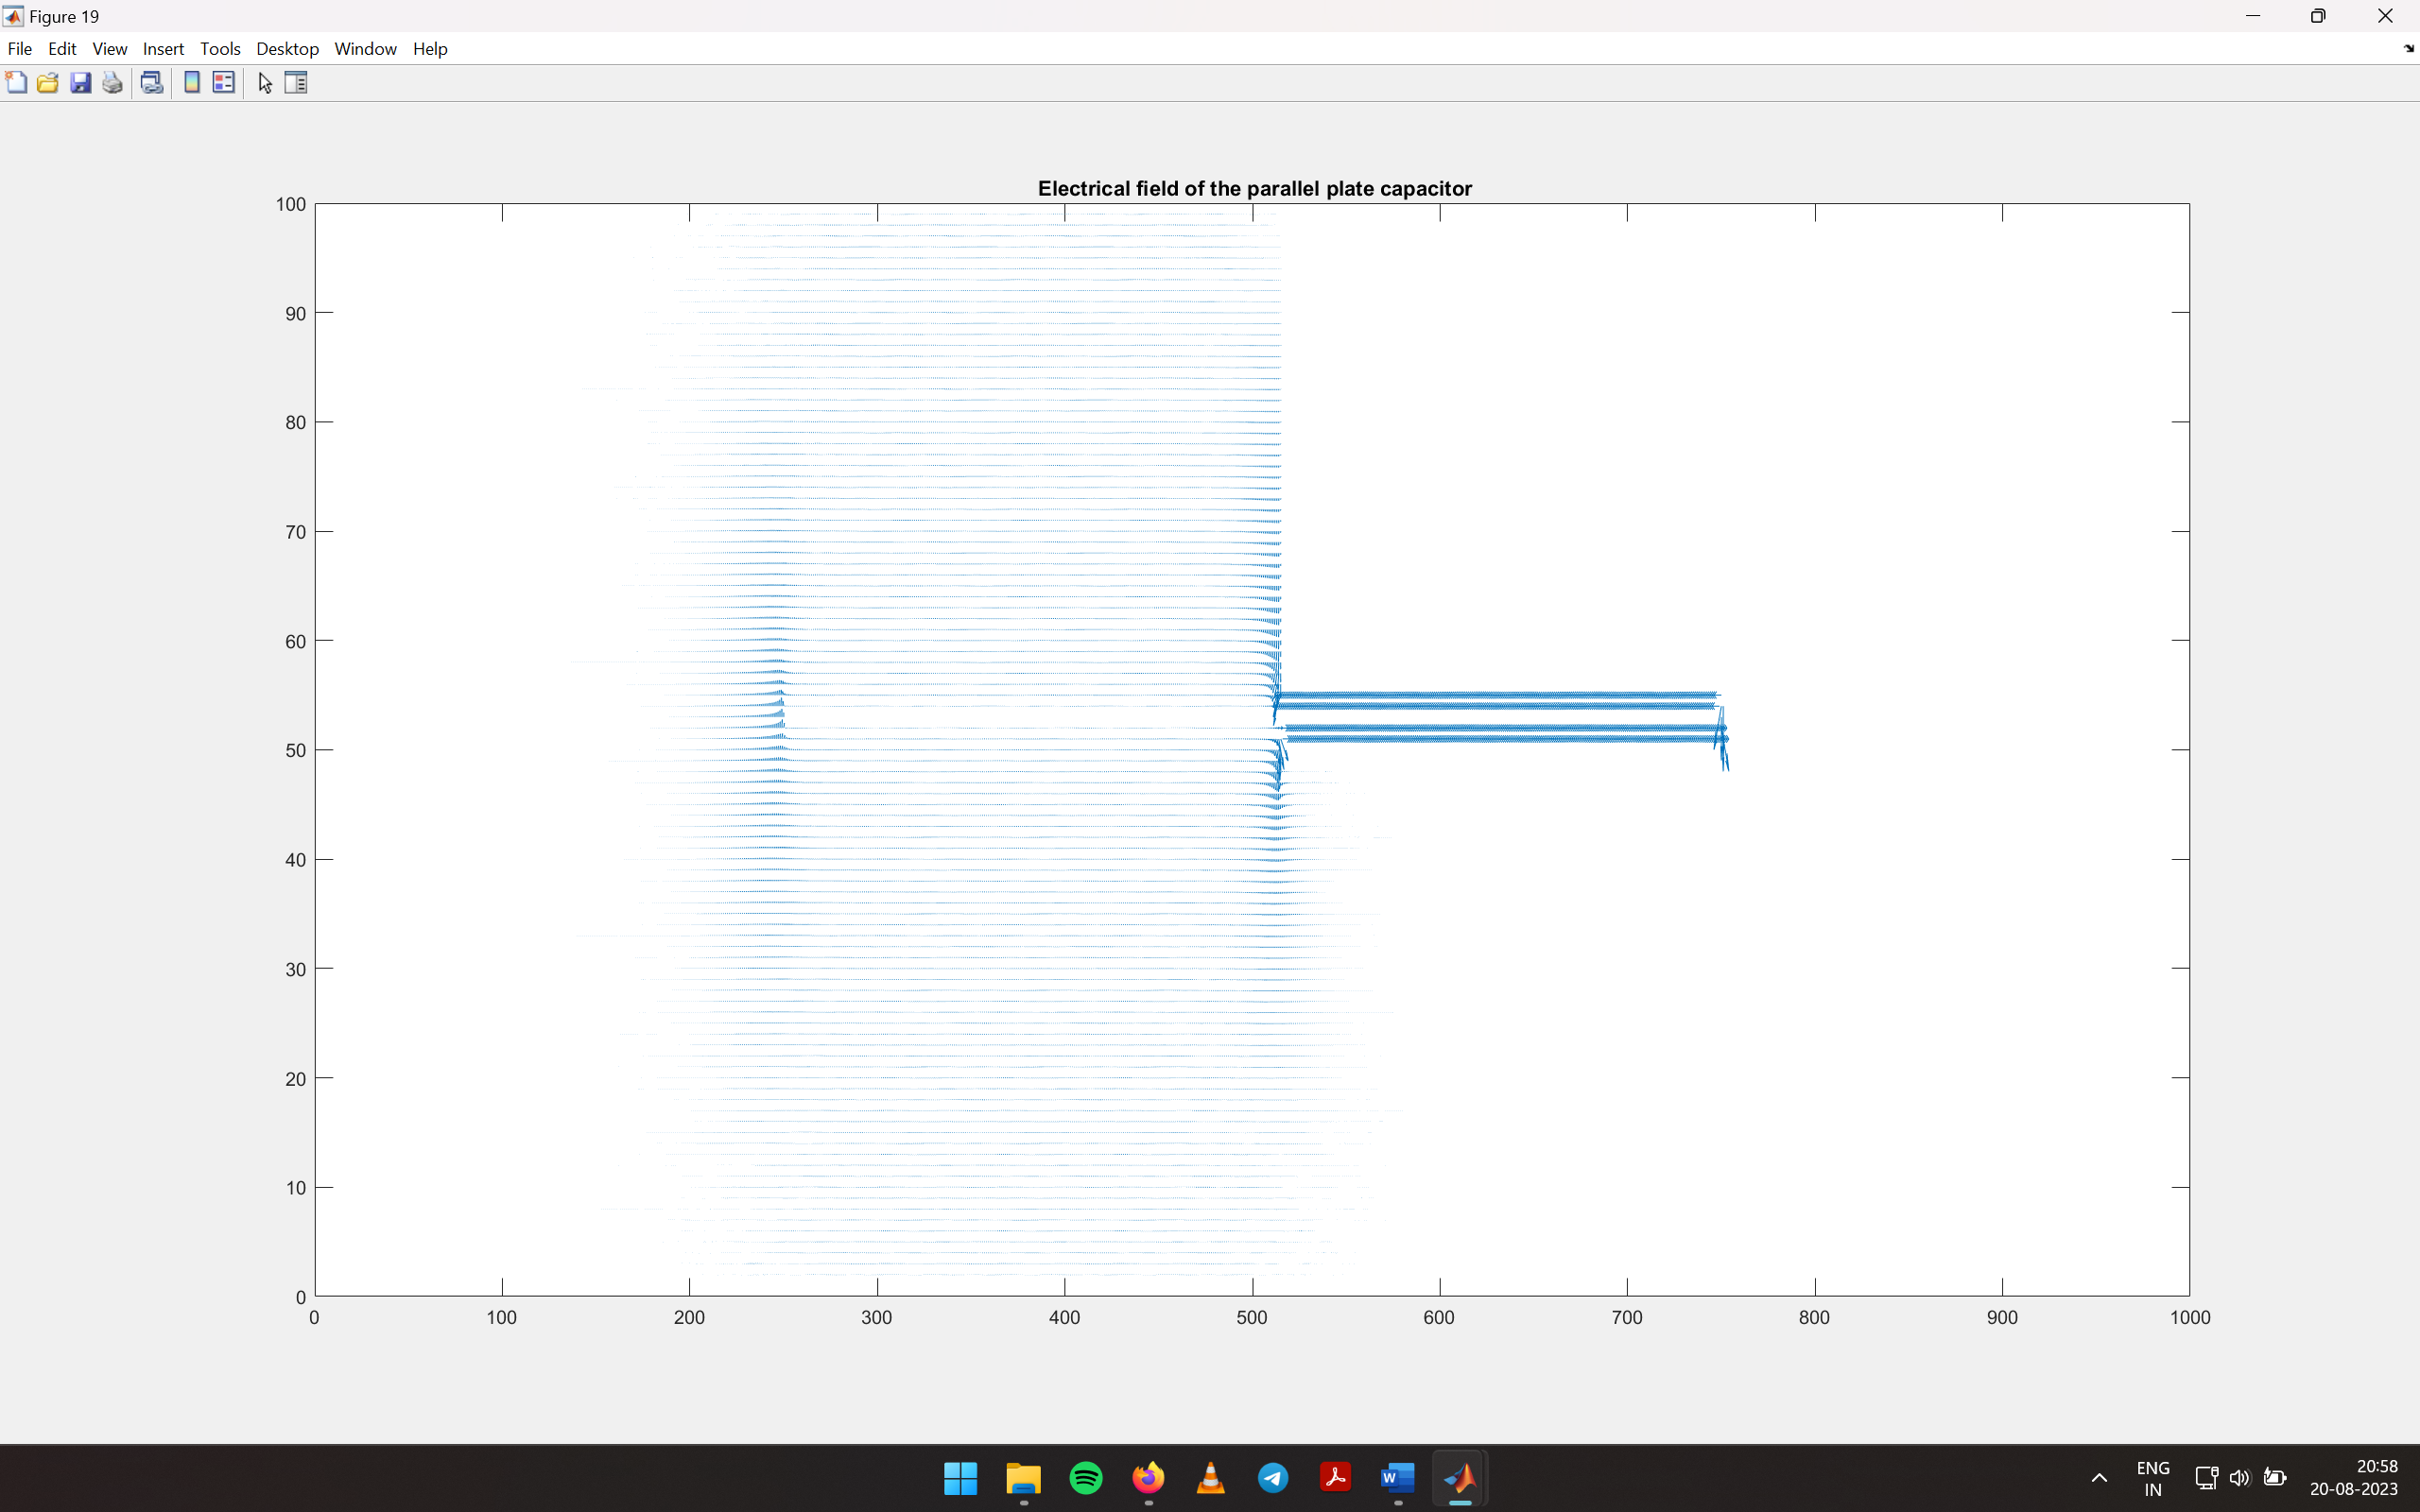 Figure 19
File Edit View Insert Tools Desktop Window Help
Electrical field of the parallel plate capacitor
100
90
80
70
60
50
40
30
20
10
0
0 100 200 300 400 500 600 700 800 900 1000
W
ENG
IN
20:58
20-08-2023